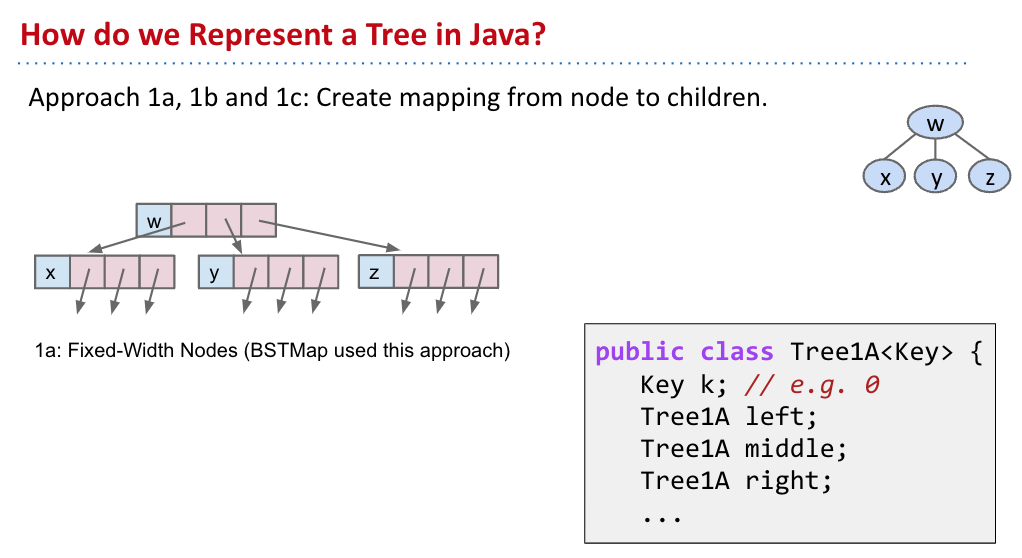 How do we Represent a Tree in Java?
Approach 1a, 1b and 1c: Create mapping from node to children.
w
x y z
w
x y z
1a: Fixed-Width Nodes (BSTMap used this approach)
public class Tree1A<Key> {
Key k; // e.g. 0
Tree1A left;
Tree1A middle;
Tree1A right;
...